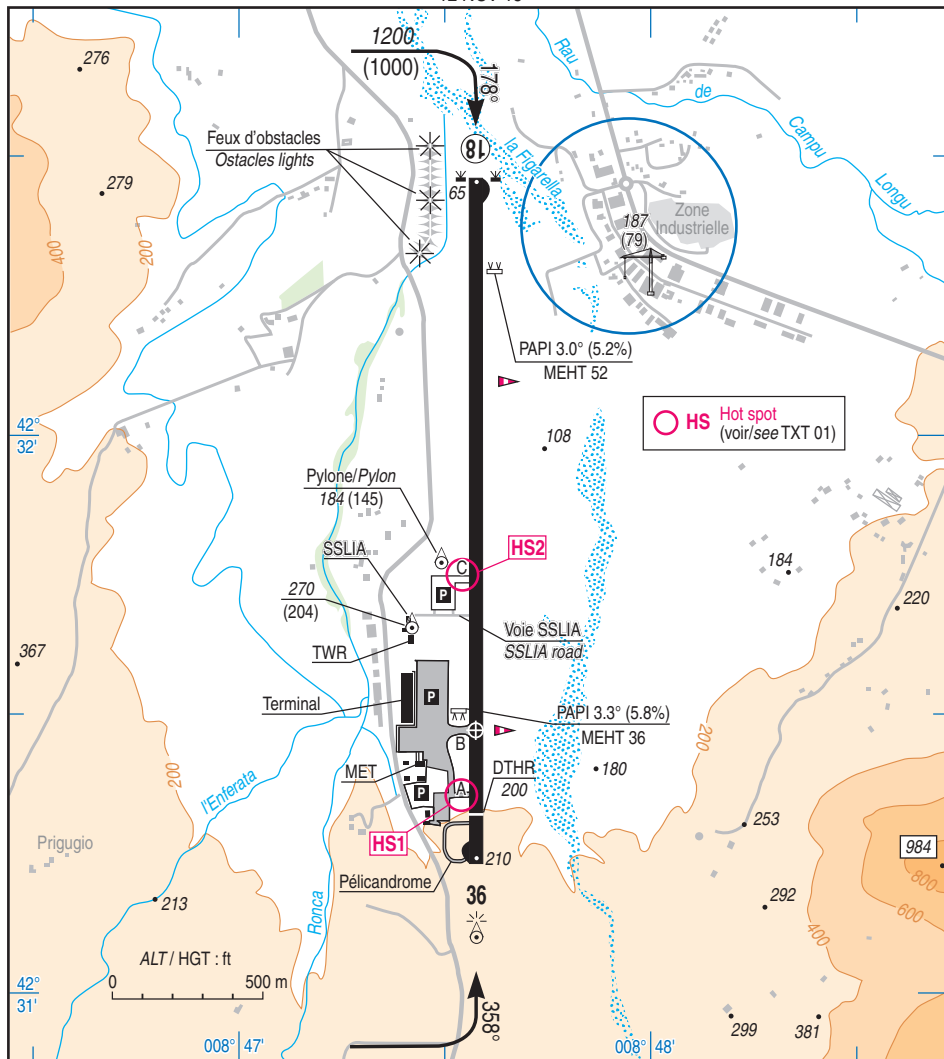 1200
(1000)
178°
276
Rau
de
Campu
Longu
Feux d'obstacles
Ostacles lights
18
la Figarella
279
65
187
(79)
Zone
Industrielle
400
200
PAPI 3.0° (5.2%)
MEHT 52
42°
32'
HS Hot spot
(voir/see TXT 01)
108
Pylone/Pylon
184 (145)
SSLIA
C
HS2
P
184
270
(204)
220
Voie SSLIA
SSLIA road
TWR
367
P
Terminal
PAPI 3.3° (5.8%)
MEHT 36
200
B
MET
DTHR
200
180
200
l'Enferata
P
A
253
HS1
Prigugio
984
Pélicandrome
210
800
36
292
600
213
Ronca
400
ALT / HGT : ft
0
500 m
42°
31'
358°
299
381
008° 47'
008° 48'